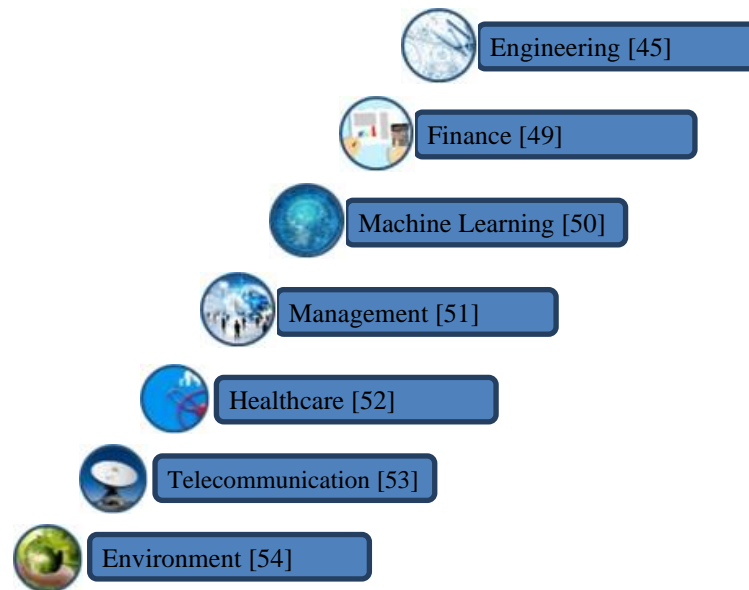 Engineering [45]
Finance [49]
Machine Learning [50]
Management [51]
Healthcare [52]
Telecommunication [53]
Environment [54]